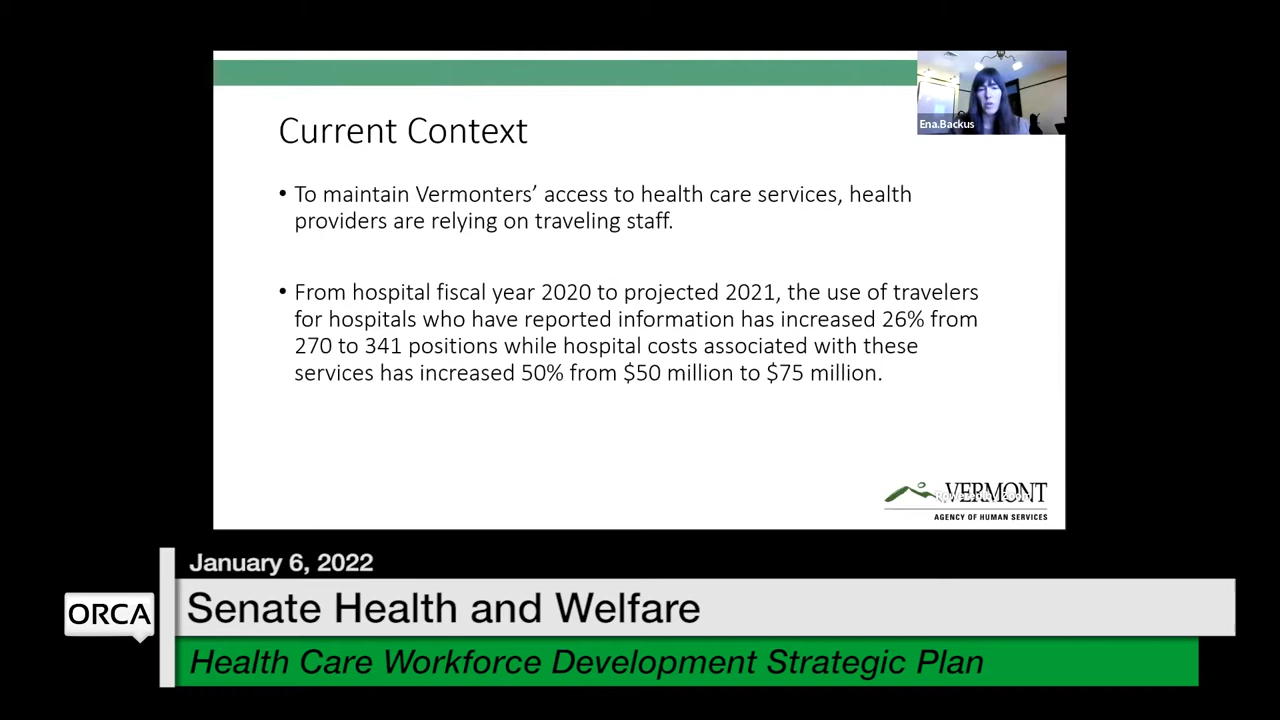 Ena.Backus
Current Context
• To maintain Vermonters’ access to health care services, health
providers are relying on traveling staff.
• From hospital fiscal year 2020 to projected 2021, the use of travelers
for hospitals who have reported information has increased 26% from
270 to 341 positions while hospital costs associated with these
services has increased 50% from $50 million to $75 million.
VERMONT
Powered by Zoom
AGENCY OF HUMAN SERVICES
January 6, 2022
ORCA
Senate Health and Welfare
Health Care Workforce Development Strategic Plan